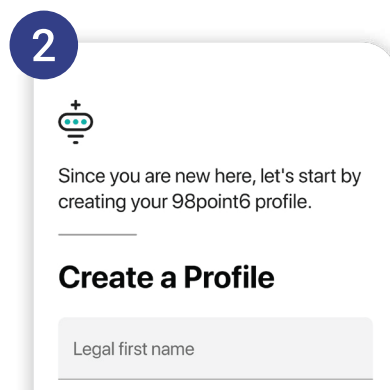 2
Since you are new here, let's start by
creating your 98point6 profile.
Create a Profile
Legal first name